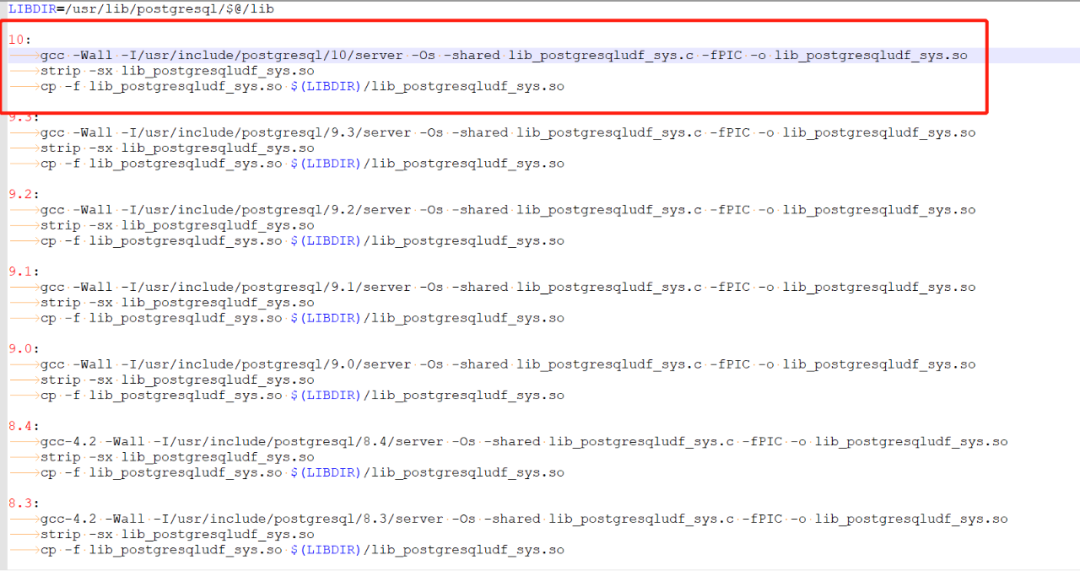 LIBDIR=/usr/lib/postgresql/$@/lib
10:
gcc -Wall -I/usr/include/postgresql/10/server -Os -shared lib_postgresqludf_sys.c -fPIC -o lib_postgresqludf_sys.so
strip -sx lib_postgresqludf_sys.so
cp -f lib_postgresqludf_sys.so $(LIBDIR)/lib_postgresqludf_sys.so
9.3:
gcc -Wall -I/usr/include/postgresql/9.3/server -Os -shared lib_postgresqludf_sys.c -fPIC -o lib_postgresqludf_sys.so
strip -sx lib_postgresqludf_sys.so
cp -f lib_postgresqludf_sys.so $(LIBDIR)/lib_postgresqludf_sys.so
9.2:
gcc -Wall -I/usr/include/postgresql/9.2/server -Os -shared lib_postgresqludf_sys.c -fPIC -o lib_postgresqludf_sys.so
strip -sx lib_postgresqludf_sys.so
cp -f lib_postgresqludf_sys.so $(LIBDIR)/lib_postgresqludf_sys.so
9.1:
gcc -Wall -I/usr/include/postgresql/9.1/server -Os -shared lib_postgresqludf_sys.c -fPIC -o lib_postgresqludf_sys.so
strip -sx lib_postgresqludf_sys.so
cp -f lib_postgresqludf_sys.so $(LIBDIR)/lib_postgresqludf_sys.so
9.0:
gcc -Wall -I/usr/include/postgresql/9.0/server -Os -shared lib_postgresqludf_sys.c -fPIC -o lib_postgresqludf_sys.so
strip -sx lib_postgresqludf_sys.so
cp -f lib_postgresqludf_sys.so $(LIBDIR)/lib_postgresqludf_sys.so
8.4:
gcc-4.2 -Wall -I/usr/include/postgresql/8.4/server -Os -shared lib_postgresqludf_sys.c -fPIC -o lib_postgresqludf_sys.so
strip -sx lib_postgresqludf_sys.so
cp -f lib_postgresqludf_sys.so $(LIBDIR)/lib_postgresqludf_sys.so
8.3:
gcc-4.2 -Wall -I/usr/include/postgresql/8.3/server -Os -shared lib_postgresqludf_sys.c -fPIC -o lib_postgresqludf_sys.so
strip -sx lib_postgresqludf_sys.so
cp -f lib_postgresqludf_sys.so $(LIBDIR)/lib_postgresqludf_sys.so